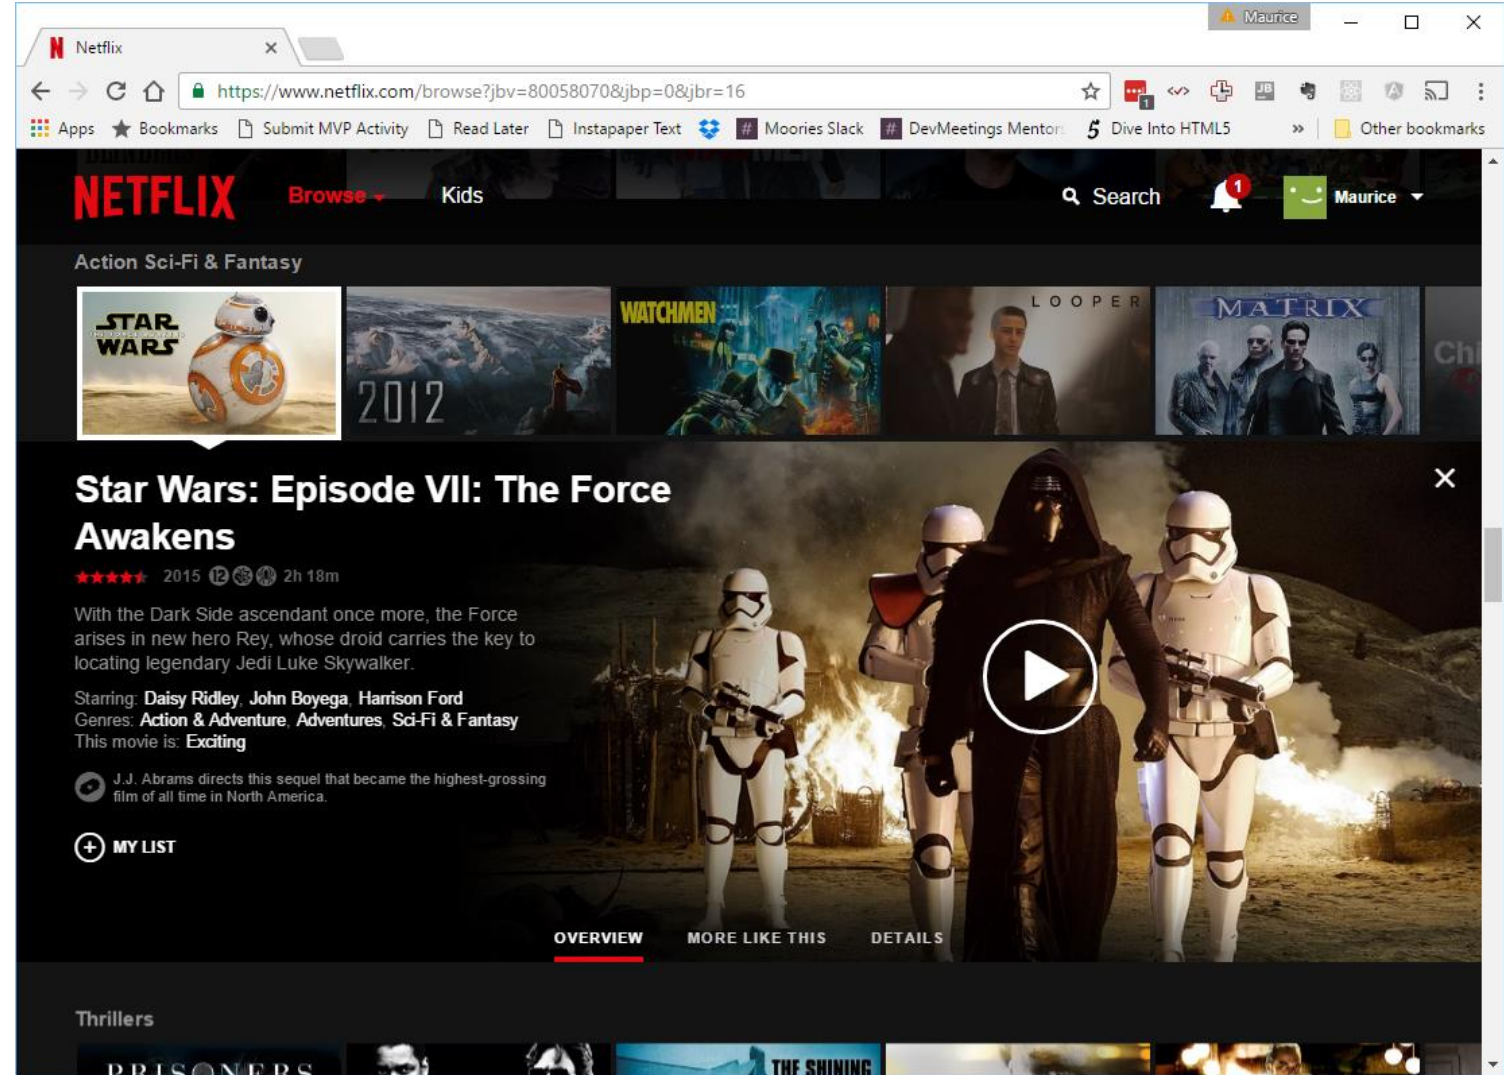 Maurice
Netflix
https://www.netflix.com/browse?jbv=80058070&jbp=0&jbr=16
1
JB
Apps Bookmarks Submit MVP Activity Read Later Instapaper Text # Moories Slack # DevMeetings Mentor 5 Dive Into HTML5 » Other bookmarks
NETFLIX Browse Kids Search 1 Maurice
Action Sci-Fi & Fantasy
STAR WARS
2012
WATCHMEN
LOOPER
MATRIX
Chi
Star Wars: Episode VII: The Force
Awakens
2015 12 2h 18m
With the Dark Side ascendant once more, the Force
arises in new hero Rey, whose droid carries the key to
locating legendary Jedi Luke Skywalker.
Starring: Daisy Ridley, John Boyega, Harrison Ford
Genres: Action & Adventure, Adventures, Sci-Fi & Fantasy
This movie is: Exciting
J.J. Abrams directs this sequel that became the highest-grossing
film of all time in North America.
MY LIST
OVERVIEW MORE LIKE THIS DETAILS
Thrillers
PRISONERS
THE SHINING